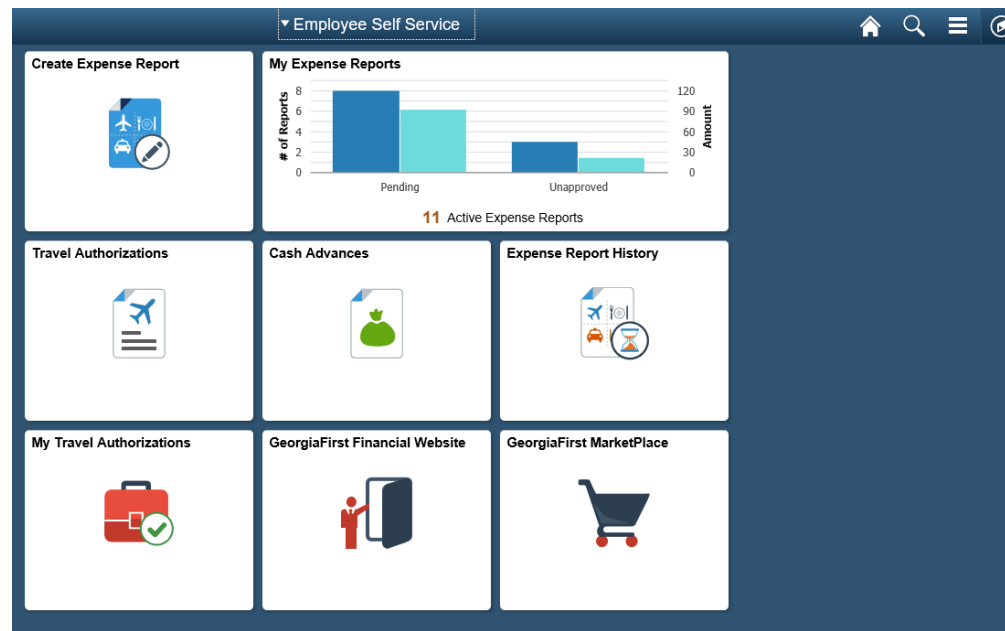 Employee Self Service
Create Expense Report
My Expense Reports
# of Reports
8
6
4
2
0
120
90
60
30
0
Amount
Pending
Unapproved
11 Active Expense Reports
Travel Authorizations
Cash Advances
Expense Report History
My Travel Authorizations
GeorgiaFirst Financial Website
GeorgiaFirst MarketPlace